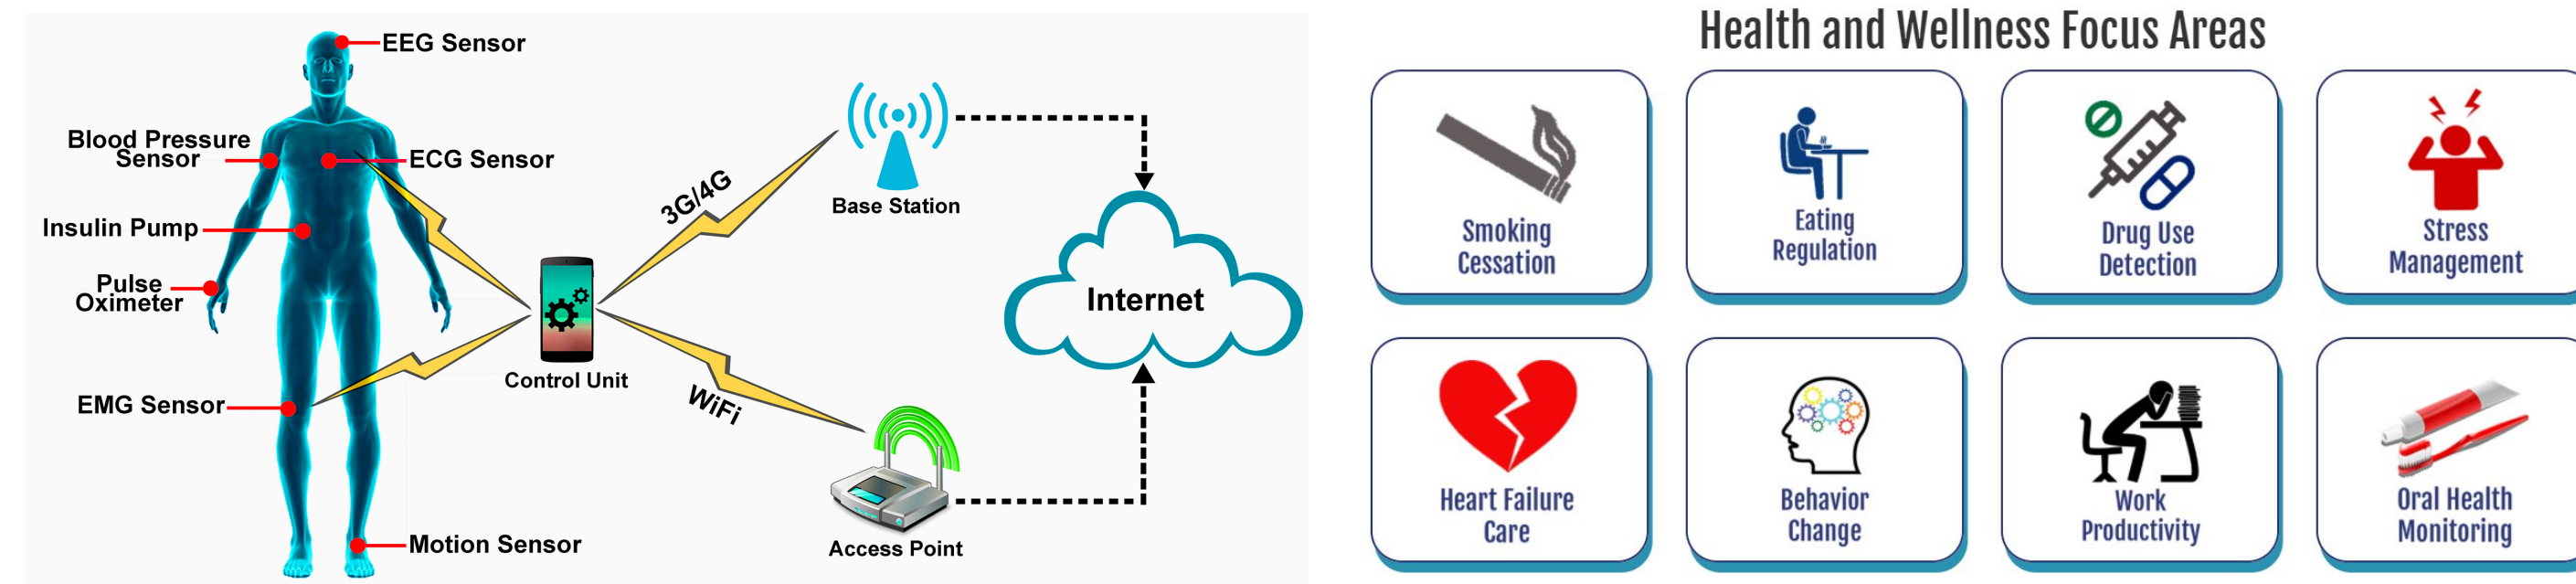 EEG Sensor
Blood Pressure
Sensor
ECG Sensor
Insulin Pump
Pulse
Oximeter
EMG Sensor
Motion Sensor
Control Unit
3G/4G
WiFi
Base Station
Access Point
Internet
Health and Wellness Focus Areas
Smoking
Cessation
Eating
Regulation
Drug Use
Detection
Stress
Management
Heart Failure
Care
Behavior
Change
Work
Productivity
Oral Health
Monitoring